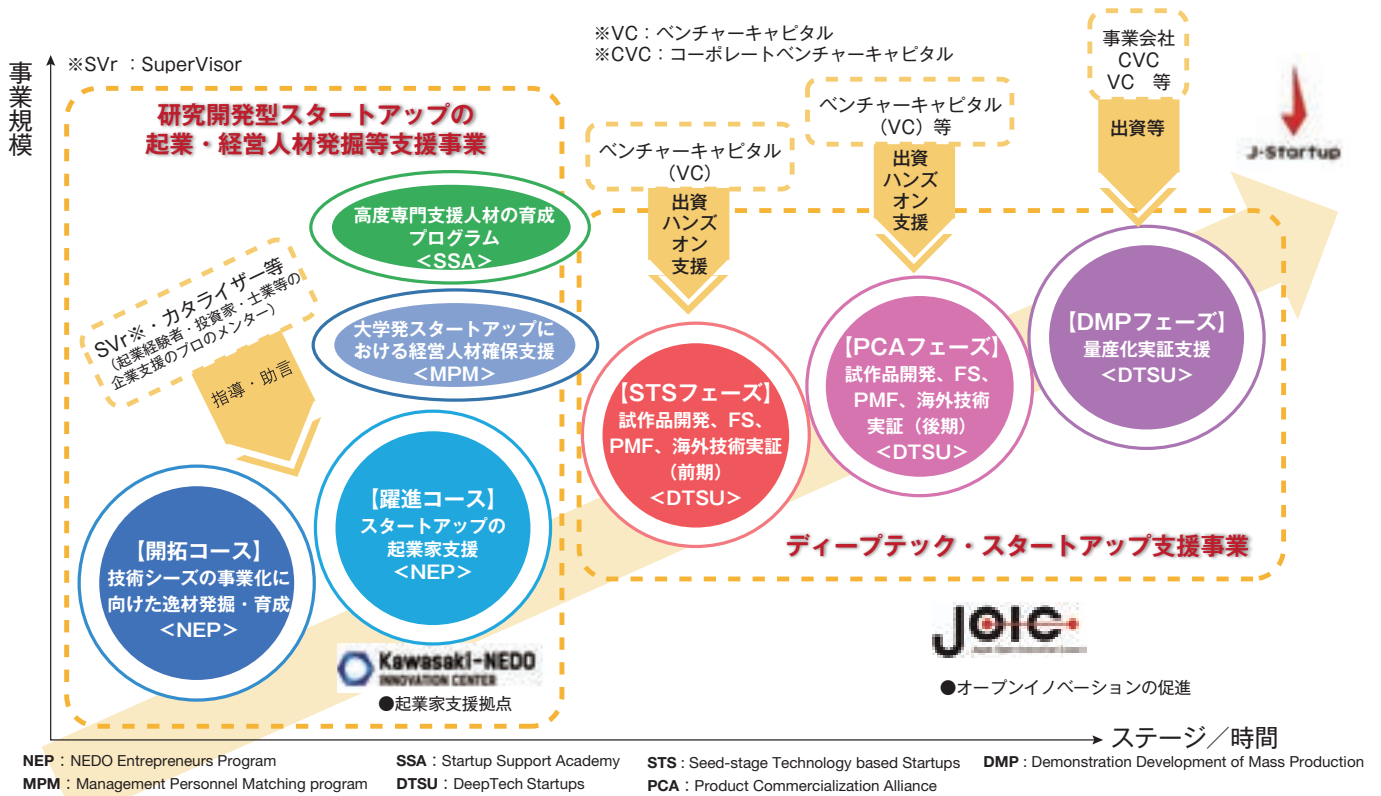 事業規模
※SVr ：SuperVisor
※VC：ベンチャーキャピタル
※CVC：コーポレートベンチャーキャピタル
研究開発型スタートアップの
起業・経営人材発掘等支援事業
高度専門支援人材の育成
プログラム
<SSA>
大学発スタートアップに
おける経営人材確保支援
<MPM>
SVr※・カタライザー等
（起業経験者・投資家・士業等の
企業支援のプロのメンター）
指導・助言
【開拓コース】
技術シーズの事業化に
向けた逸材発掘・育成
<NEP>
【躍進コース】
スタートアップの
起業家支援
<NEP>
Kawasaki-NEDO
INNOVATION CENTER
●起業家支援拠点
ベンチャーキャピタル
（VC）
出資
ハンズ
オン
支援
【STSフェーズ】
試作品開発、FS、
PMF、海外技術実証
（前期）
<DTSU>
ベンチャーキャピタル
（VC）等
出資
ハンズ
オン
支援
【PCAフェーズ】
試作品開発、FS、
PMF、海外技術
実証（後期）
<DTSU>
事業会社
CVC
VC 等
出資等
【DMPフェーズ】
量産化実証支援
<DTSU>
J-Startup
ディープテック・スタートアップ支援事業
JOIC
●オープンイノベーションの促進
ステージ／時間
NEP：NEDO Entrepreneurs Program
MPM：Management Personnel Matching program
SSA：Startup Support Academy
DTSU：DeepTech Startups
STS：Seed-stage Technology based Startups
PCA：Product Commercialization Alliance
DMP：Demonstration Development of Mass Production